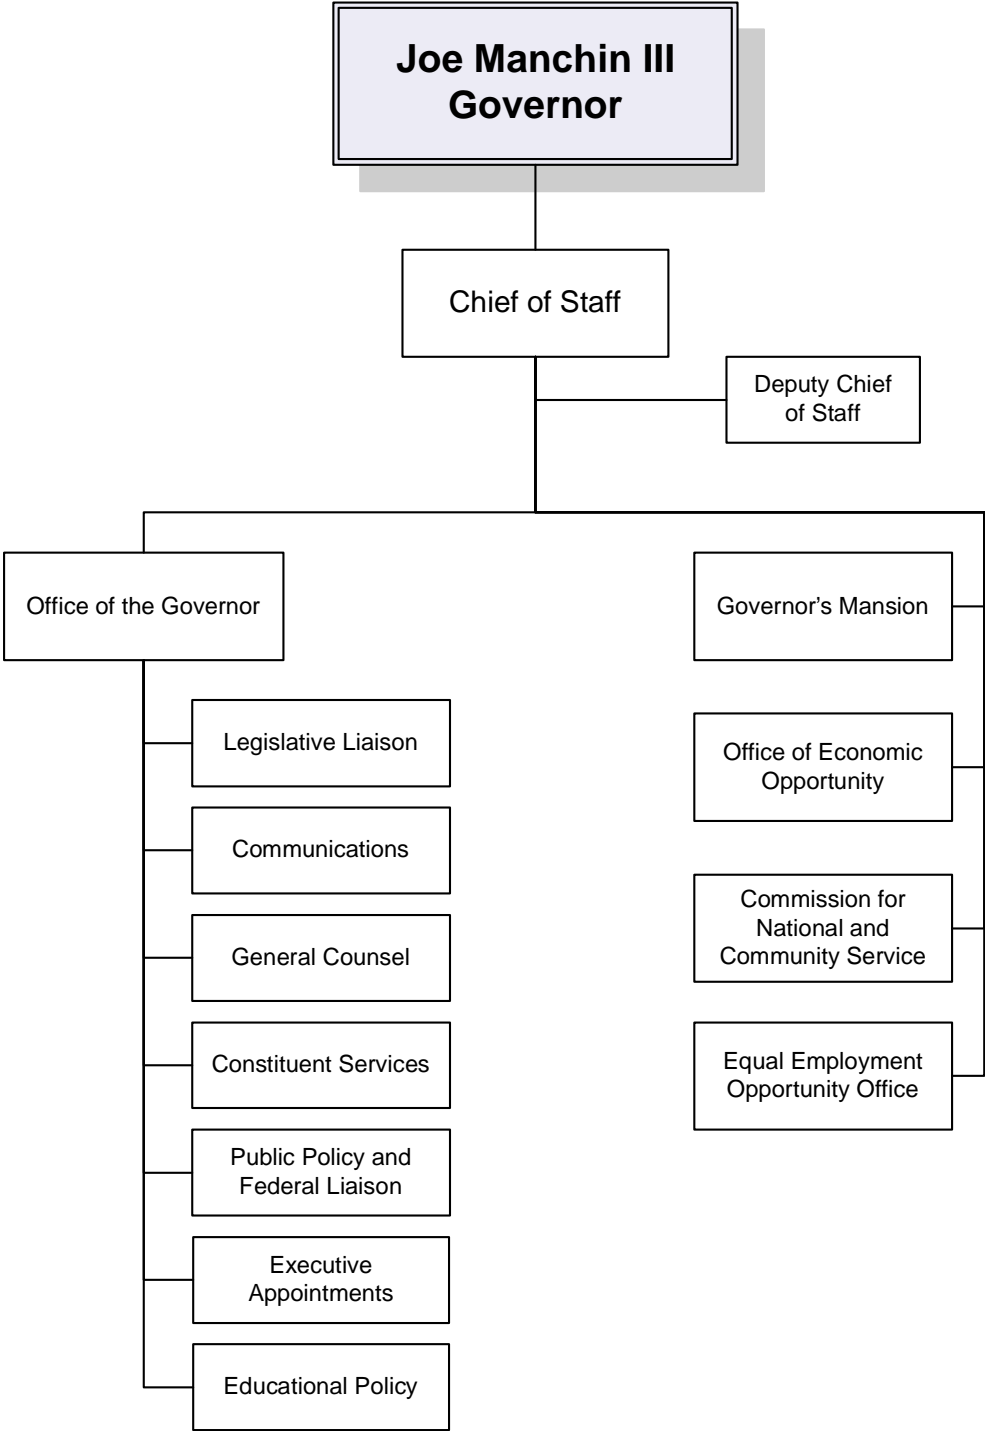 Joe Manchin III
Governor
Chief of Staff
Deputy Chief
of Staff
Office of the Governor
Legislative Liaison
Communications
General Counsel
Constituent Services
Public Policy and
Federal Liaison
Executive
Appointments
Educational Policy
Governor’s Mansion
Office of Economic
Opportunity
Commission for
National and
Community Service
Equal Employment
Opportunity Office